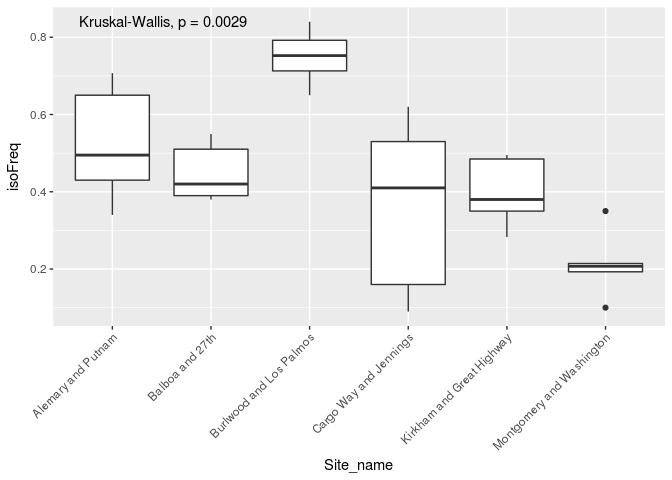 Kruskal-Wallis, p = 0.0029
0.8
0.6
0.4
0.2
isoFreq
Alemany and Putnam
Balboa and 27th
Burlwood and Los Palmos
Cargo Way and Jennings
Kirkham and Great Highway
Montgomery and Washington
Site_name